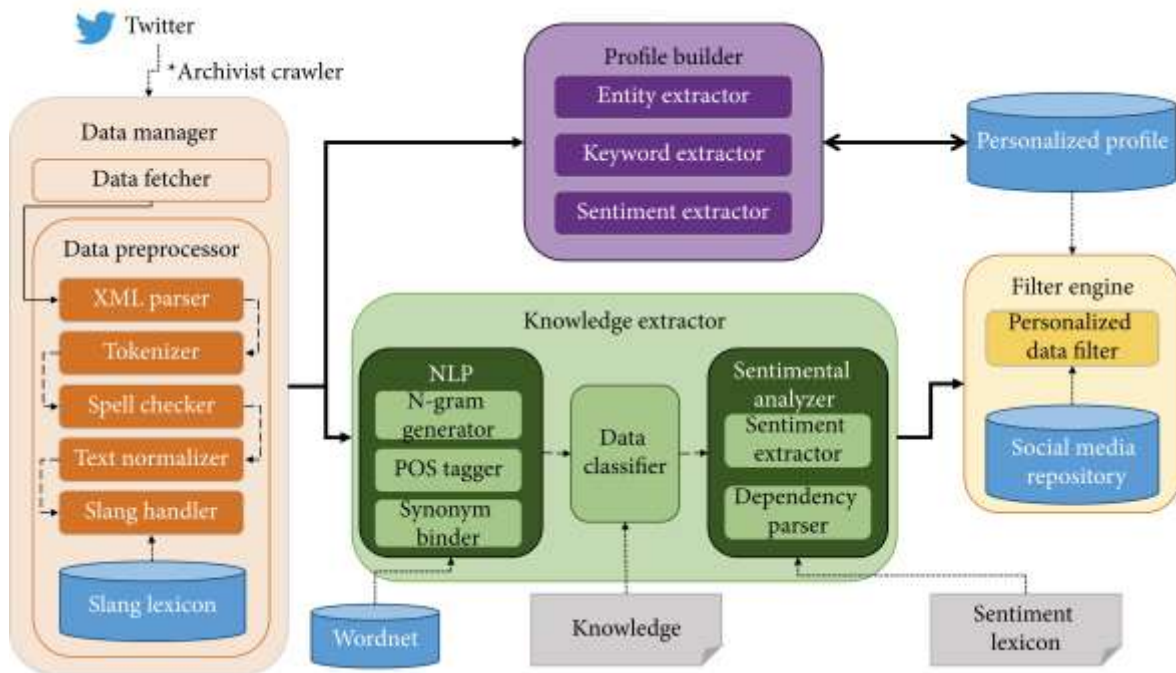 Twitter
*Archivist crawler
Data manager
Data fetcher
Data preprocessor
XML parser
Tokenizer
Spell checker
Text normalizer
Slang handler
Slang lexicon
Profile builder
Entity extractor
Keyword extractor
Sentiment extractor
Personalized profile
Knowledge extractor
NLP
N-gram
generator
POS tagger
Synonym
binder
Data
classifier
Sentimental
analyzer
Sentiment
extractor
Dependency
parser
Filter engine
Personalized
data filter
Social media
repository
Wordnet
Knowledge
Sentiment
lexicon